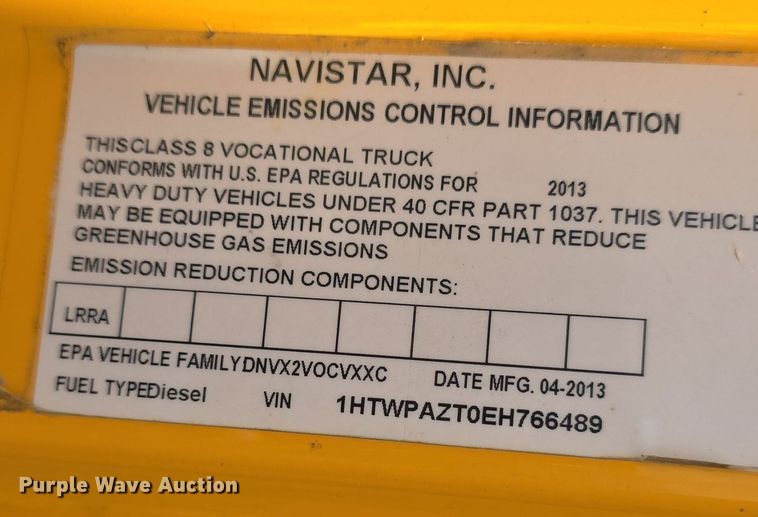 NAVISTAR, INC.
VEHICLE EMISSIONS CONTROL INFORMATION
THISCLASS 8 VOCATIONAL TRUCK
CONFORMS WITH U.S. EPA REGULATIONS FOR 2013
HEAVY DUTY VEHICLES UNDER 40 CFR PART 1037. THIS VEHICLE
MAY BE EQUIPPED WITH COMPONENTS THAT REDUCE
GREENHOUSE GAS EMISSIONS
EMISSION REDUCTION COMPONENTS:
LRRA
EPA VEHICLE FAMILYDNVX2VOCVXXC DATE MFG. 04-2013
FUEL TYPEDiesel VIN 1HTWPAZT0EH766489
Purple Wave Auction